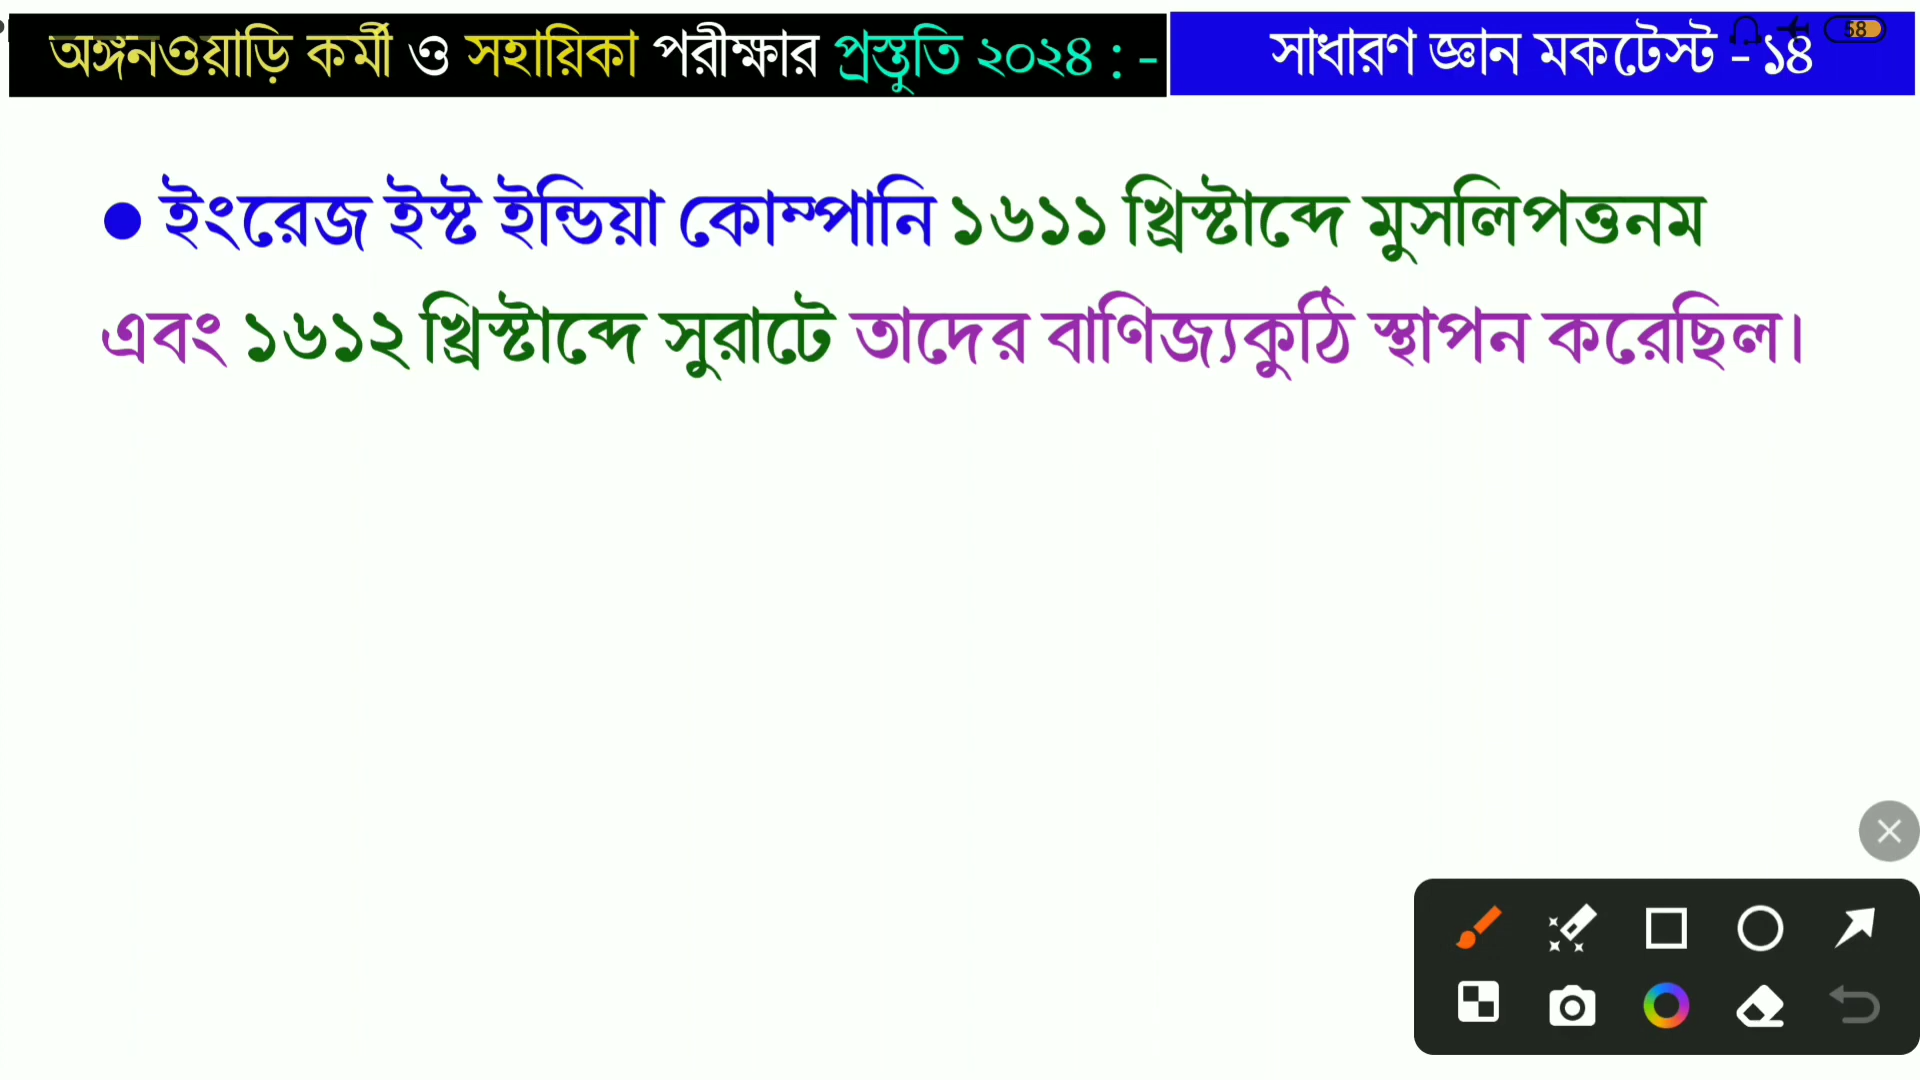 অঙ্গনওয়াড়ি কর্মী ও সহায়িকা পরীক্ষার প্রস্তুতি ২০২৪ : - সাধারণ জ্ঞান মকটেস্ট - ১৪
58
● ইংরেজ ইস্ট ইন্ডিয়া কোম্পানি ১৬১১ খ্রিস্টাব্দে মুসলিপত্তনম
এবং ১৬১২ খ্রিস্টাব্দে সুরাটে তাদের বাণিজ্যকুঠি স্থাপন করেছিল।